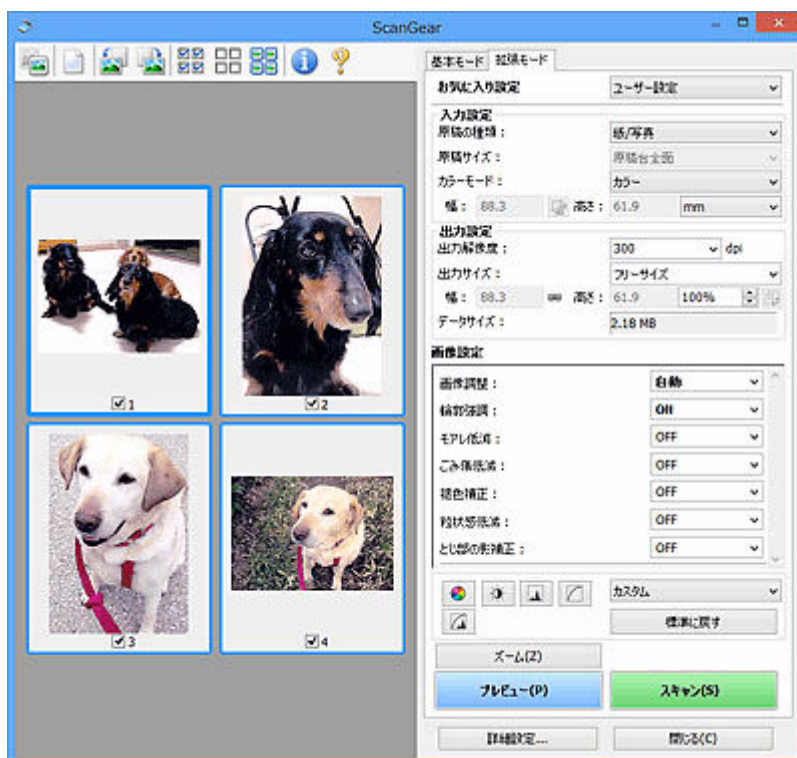 ScanGear
基本モード 拡張モード
お気に入り設定 ユーザー設定
入力設定
原稿の種類： 紙/写真
原稿サイズ： 原稿台全面
カラーモード： カラー
幅： 88.3 高さ： 61.9 mm
出力設定
出力解像度： 300 dpi
出力サイズ： フリーサイズ
幅： 88.3 高さ： 61.9 100%
データサイズ： 2.18 MB
画像設定
画像調整： 自動
輪郭強調： ON
モアレ低減： OFF
ごみ傷低減： OFF
褪色補正： OFF
粒状感低減： OFF
とじ部の影補正： OFF
カスタム
標準に戻す
ズーム(Z)
プレビュー(P) スキャン(S)
詳細設定... 閉じる(C)
1
2
3
4